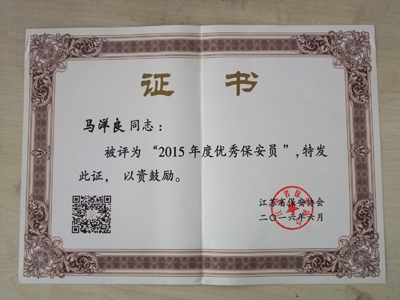 证书
马洋良同志：
被评为“2015年度优秀保安员”，特发
此证，以资鼓励。
江苏省保安协会
二〇一六年六月